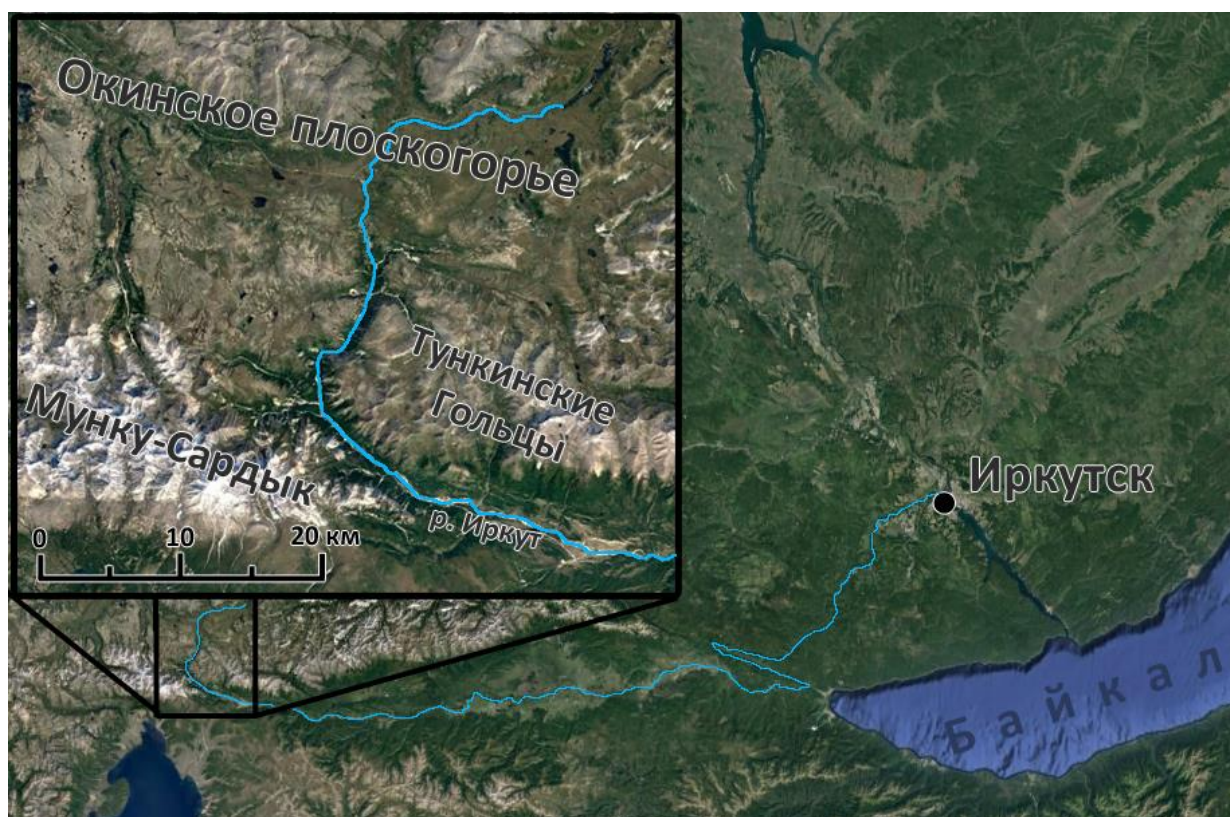 Окинское плоскогорье
Тункинские
Гольцы
Мунку-Сардык
р. Иркут
0 10 20 км
Иркутск
Байкал